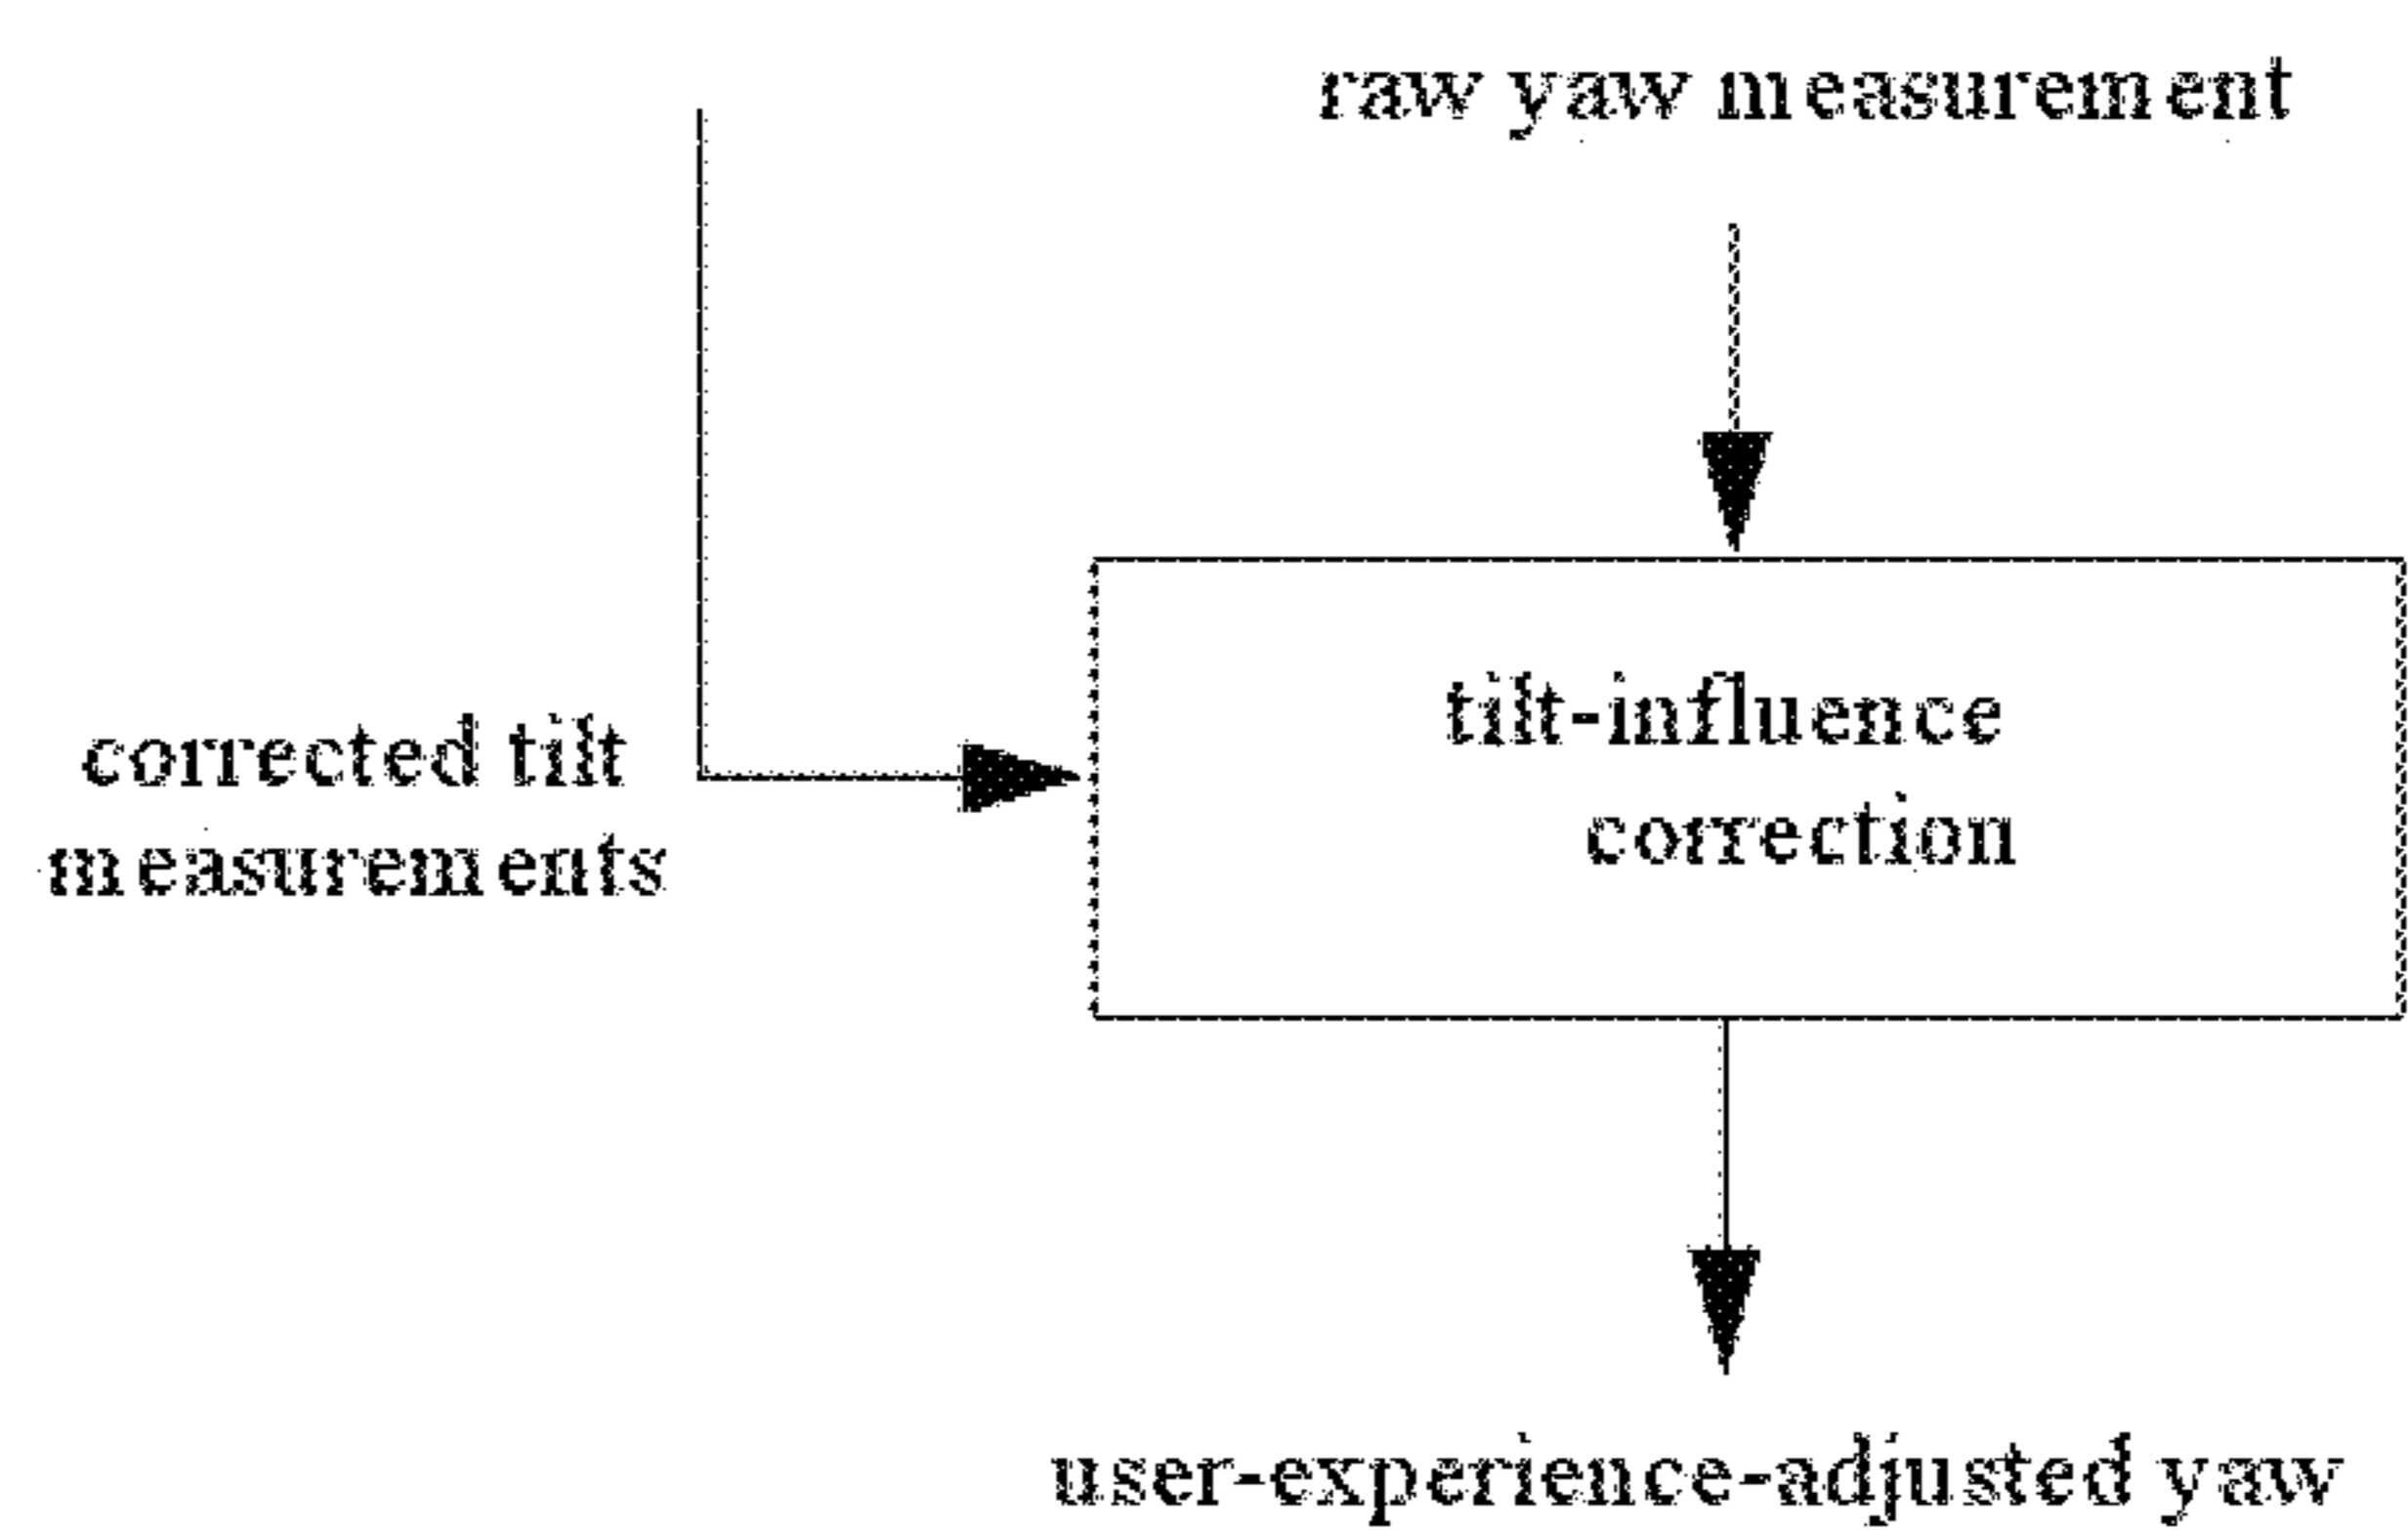 raw yaw measurement
tilt-influence
correction
corrected tilt
measurements
user-experience-adjusted yaw